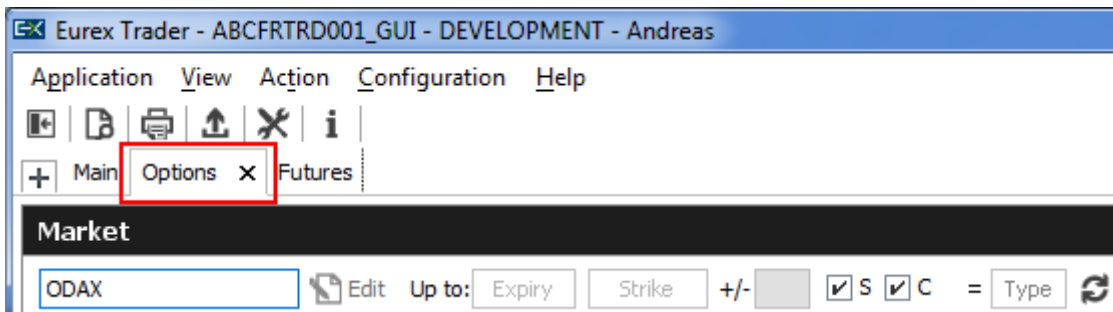 EX Eurex Trader - ABCFRTRD001_GUI - DEVELOPMENT - Andreas
Application View Action Configuration Help
i
+ Main Options × Futures
Market
ODAX Edit Up to: Expiry Strike +/- S C = Type